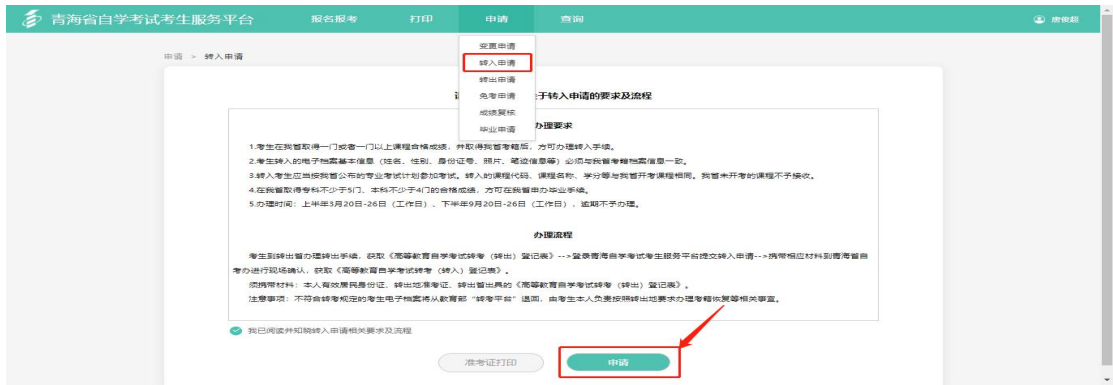 青海省自学考试考生服务平台
报名报考
打印
申请
查询
申请 > 转入申请
变更申请
转入申请
转出申请
免考申请
成绩复核
毕业申请
于转入申请的要求及流程
办理要求
1.考生在我省取得一门或者一门以上课程合格成绩，并取得我省考籍后，方可办理转入手续。
2.考生转入的电子档案基本信息（姓名、性别、身份证号、照片、笔迹信息等）必须与我省考籍档案信息一致。
3.转入考生应当按我省公布的专业考试计划参加考试。转入的课程代码、课程名称、学分等与我省开考课程相同。我省未开考的课程不予接收。
4.在我省取得专科不少于5门、本科不少于4门的合格成绩，方可在我省申办毕业手续。
5.办理时间：上半年3月20日-26日（工作日）、下半年9月20日-26日（工作日）、逾期不予办理。
办理流程
考生到转出省办理转出手续，获取《高等教育自学考试转考（转出）登记表》-->登录青海自学考试考生服务平台提交转入申请-->携带相应材料到青海省自
考办进行现场确认，获取《高等教育自学考试转考（转入）登记表》。
须携带材料：本人有效居民身份证、转出地准考证、转出省出具的《高等教育自学考试转考（转出）登记表》。
注意事项：不符合转考规定的考生电子档案将从教育部“转考平台”退回，由考生本人负责按照转出地要求办理考籍恢复等相关事宜。
我已阅读并知晓转入申请相关要求及流程
准考证打印
申请